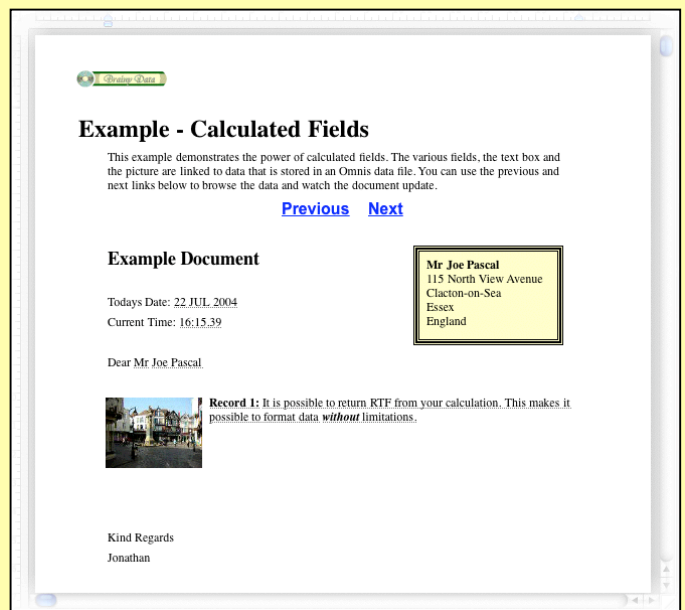 Brainy Data
Example - Calculated Fields
This example demonstrates the power of calculated fields. The various fields, the text box and
the picture are linked to data that is stored in an Omnis data file. You can use the previous and
next links below to browse the data and watch the document update.
Previous Next
Example Document
Todays Date: 22 JUL 2004
Current Time: 16:15.39
Mr Joe Pascal
115 North View Avenue
Clacton-on-Sea
Essex
England
Dear Mr Joe Pascal
Record 1: It is possible to return RTF from your calculation. This makes it
possible to format data without limitations.
Kind Regards
Jonathan